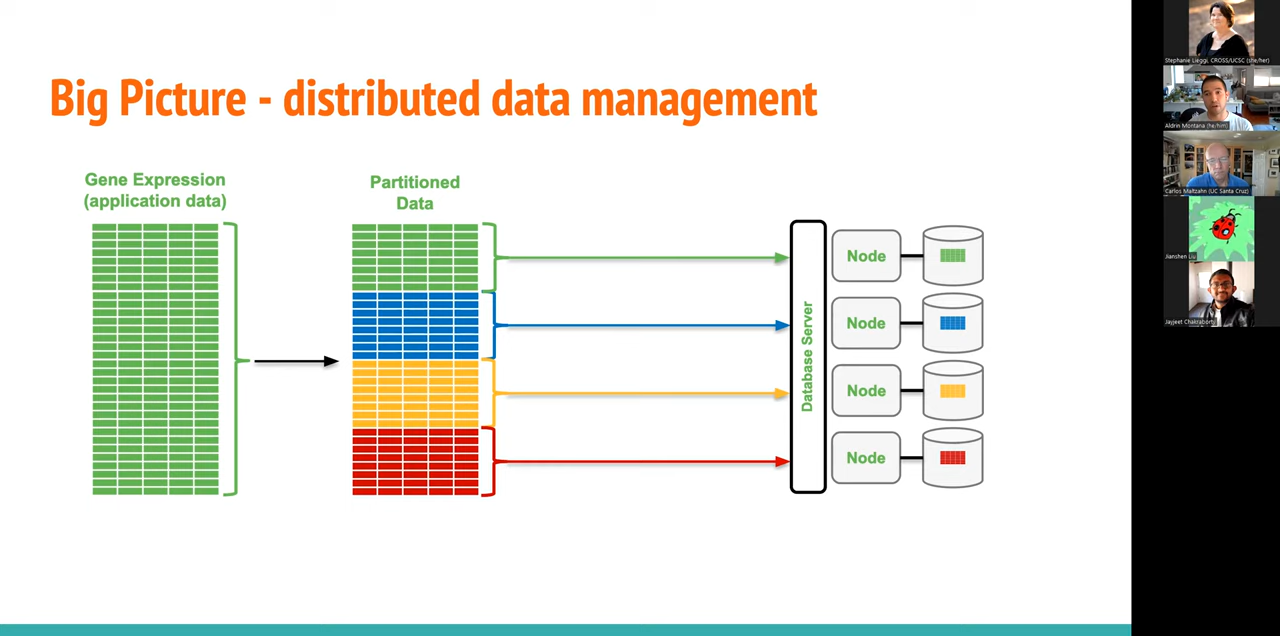 Big Picture - distributed data management
Gene Expression
(application data)
Partitioned
Data
Database Server
Node
Node
Node
Node
Stephanie Lieggi, CROSS/UCSC (she/her)
Aldrin Montana (he/him)
Carlos Maltzahn (UC Santa Cruz)
Jianshen Liu
Jayjeet Chakraborty